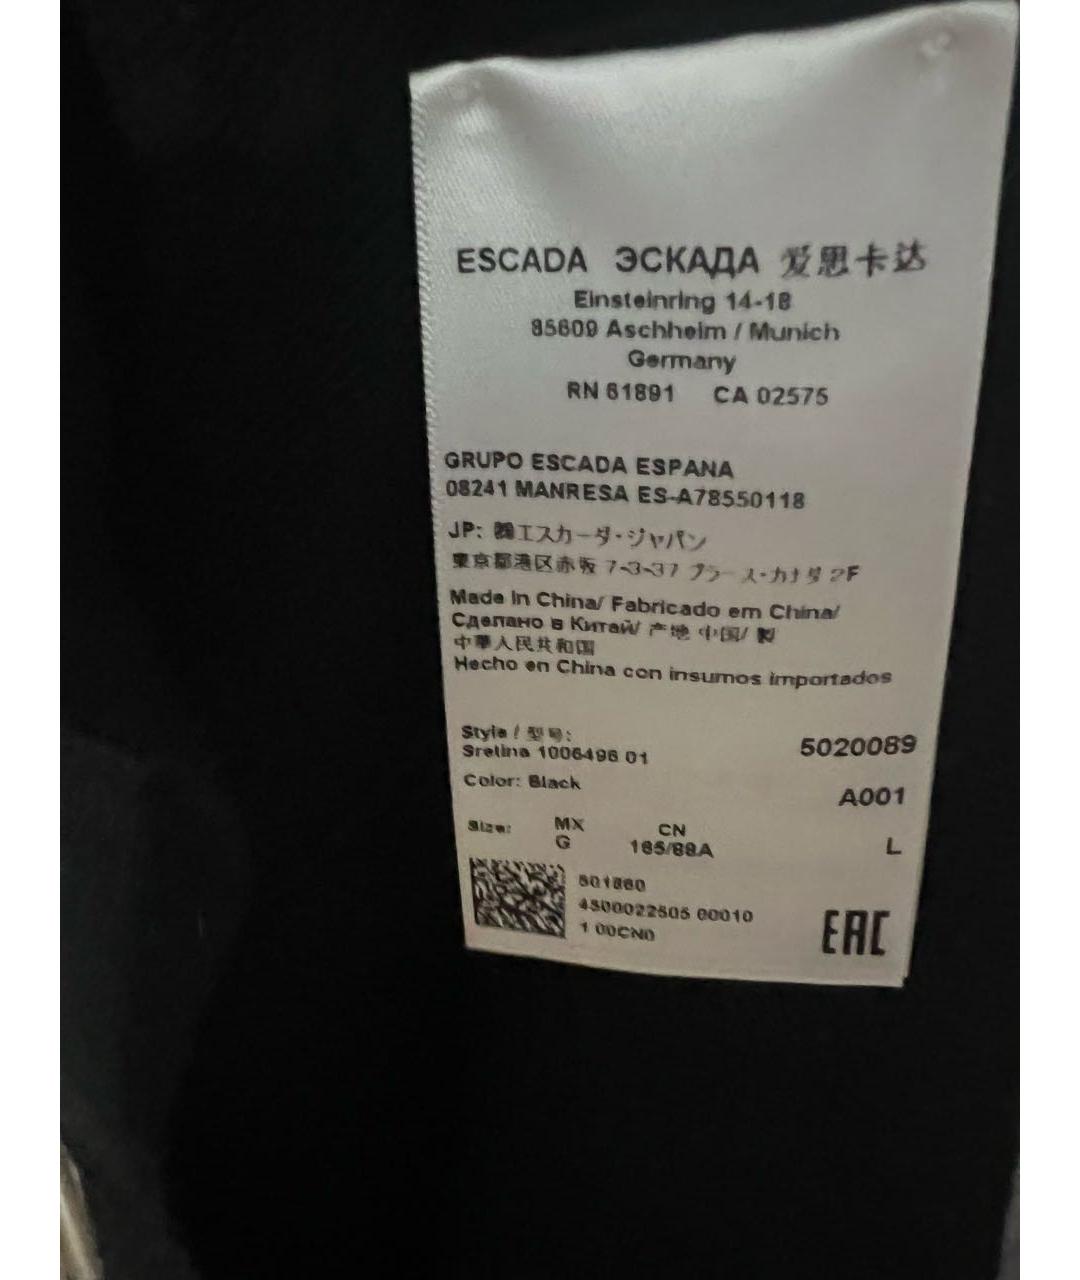 ESCADA ЭСКАДА 爱思卡达
Einsteinring 14-18
85609 Aschheim / Munich
Germany
RN 61891 CA 02575
GRUPO ESCADA ESPANA
08241 MANRESA ES-A78550118
JP: ㈱エスカーダ・ジャパン
東京都港区赤坂 7-3-37 プラース・カナダ 2F
Made in China/ Fabricado em China/
Сделано в Китай/ 产地 中国/ 製
中華人民共和国
Hecho en China con insumos importados
Style / 型号: 5020089
Sretina 1006496 01
Color: Black A001
Size: MX CN L
G 165/88A
501860
4500022505 00010
1 00CN0
EAC